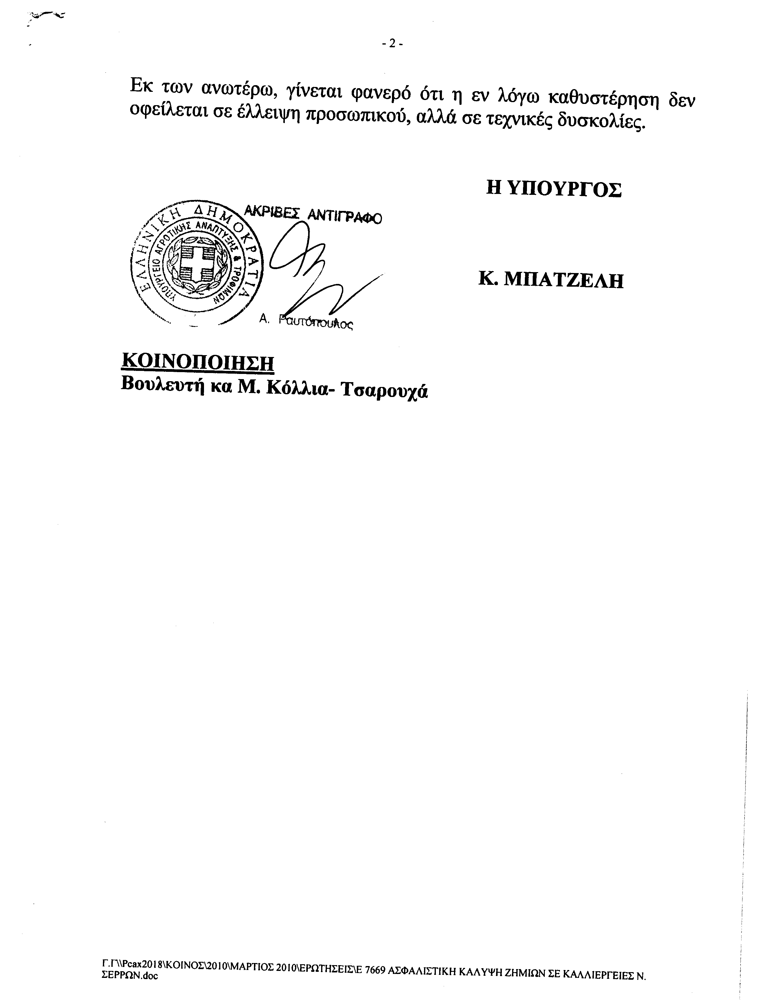 - 2 -
Εκ των ανωτέρω, γίνεται φανερό ότι η εν λόγω καθυστέρηση δεν
οφείλεται σε έλλειψη προσωπικού, αλλά σε τεχνικές δυσκολίες.
Η ΥΠΟΥΡΓΟΣ
ΕΛΛΗΝΙΚΗ ΔΗΜΟΚΡΑΤΙΑ
ΥΠΟΥΡΓΕΙΟ ΑΓΡΟΤΙΚΗΣ ΑΝΑΠΤΥΞΗΣ & ΤΡΟΦΙΜΩΝ
ΑΚΡΙΒΕΣ ΑΝΤΙΓΡΑΦΟ
Κ. ΜΠΑΤΖΕΛΗ
Α. Ραυτόπουλος
ΚΟΙΝΟΠΟΙΗΣΗ
Βουλευτή κα Μ. Κόλλια- Τσαρουχά
Γ.Γ\\Pcax2018\ΚΟΙΝΟΣ\2010\ΜΑΡΤΙΟΣ 2010\ΕΡΩΤΗΣΕΙΣ\Ε 7669 ΑΣΦΑΛΙΣΤΙΚΗ ΚΑΛΥΨΗ ΖΗΜΙΩΝ ΣΕ ΚΑΛΛΙΕΡΓΕΙΕΣ Ν.
ΣΕΡΡΩΝ.doc